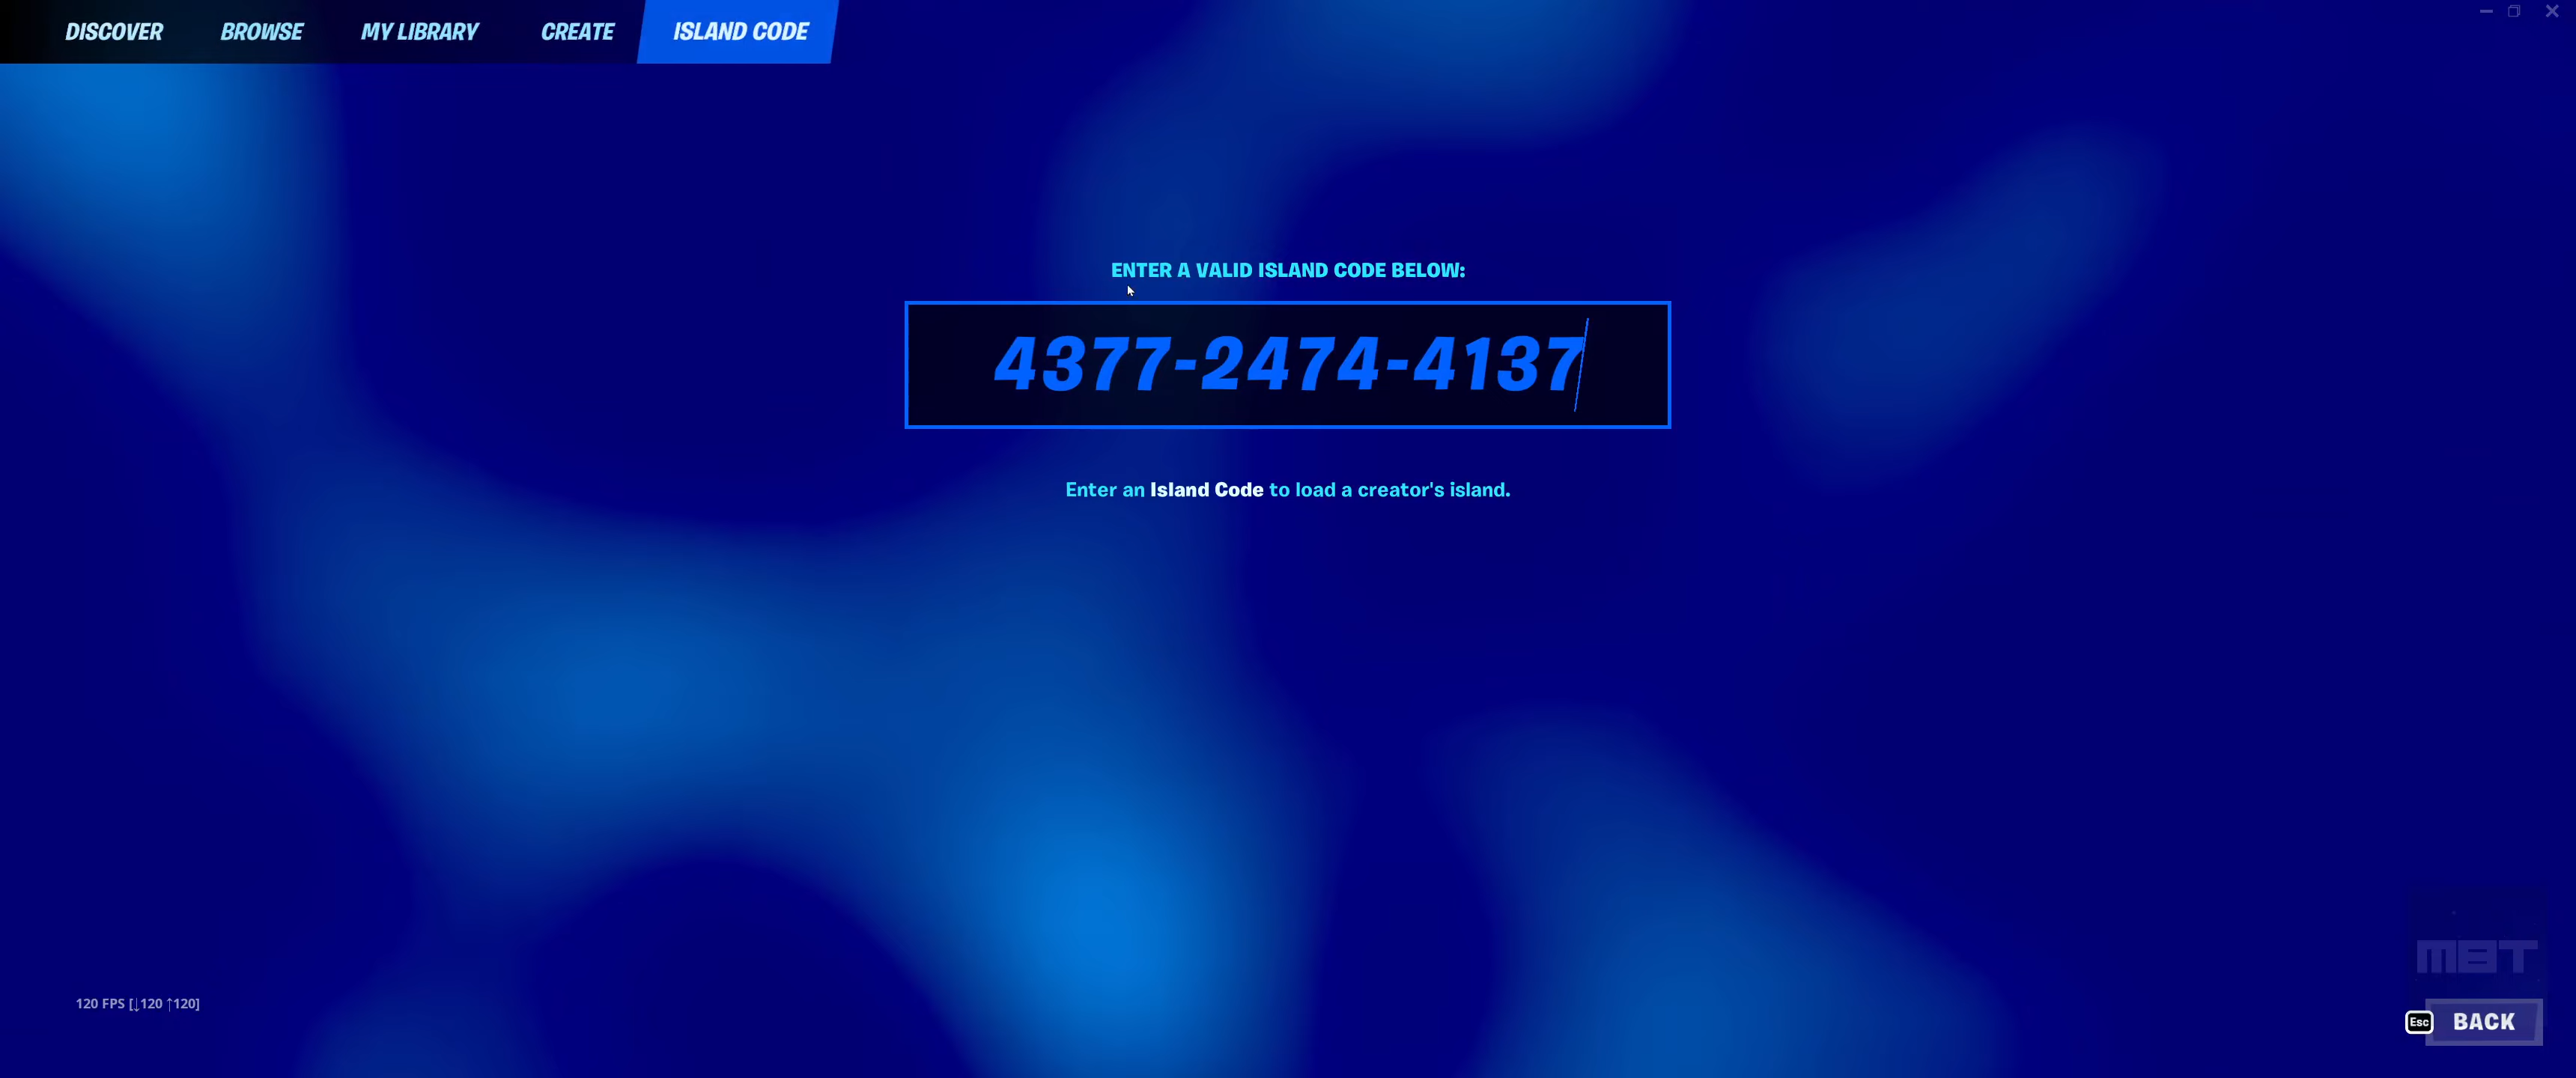 DISCOVER BROWSE MY LIBRARY CREATE ISLAND CODE
ENTER A VALID ISLAND CODE BELOW:
4377-2474-4137
Enter an Island Code to load a creator's island.
MBT
120 FPS [↓120 ↑120]
Esc BACK